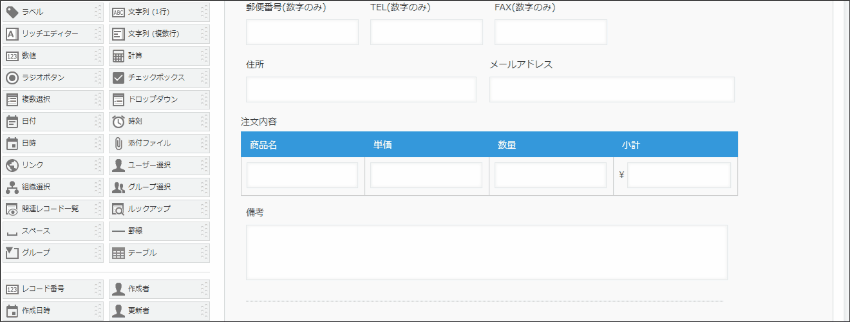 ラベル
文字列 (1行)
リッチエディター
文字列 (複数行)
数値
計算
ラジオボタン
チェックボックス
複数選択
ドロップダウン
日付
時刻
日時
添付ファイル
リンク
ユーザー選択
組織選択
グループ選択
関連レコード一覧
ルックアップ
スペース
罫線
グループ
テーブル
レコード番号
作成者
作成日時
更新者
郵便番号(数字のみ)
TEL(数字のみ)
FAX(数字のみ)
住所
メールアドレス
注文内容
商品名
単価
数量
小計
¥
備考